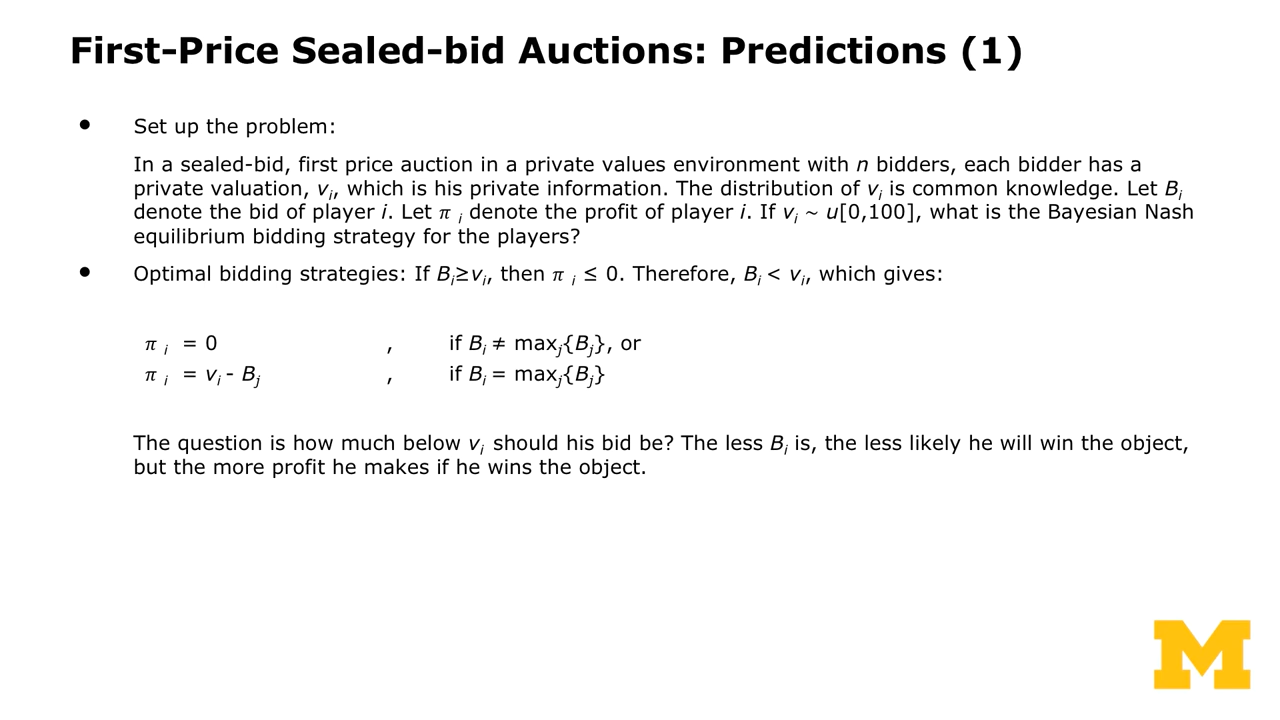 First-Price Sealed-bid Auctions: Predictions (1)
• Set up the problem:
In a sealed-bid, first price auction in a private values environment with n bidders, each bidder has a
private valuation, vi, which is his private information. The distribution of vi is common knowledge. Let Bi
denote the bid of player i. Let π i denote the profit of player i. If vi ~ u[0,100], what is the Bayesian Nash
equilibrium bidding strategy for the players?
• Optimal bidding strategies: If Bi≥vi, then π i ≤ 0. Therefore, Bi < vi, which gives:
π i = 0 , if Bi ≠ maxj{Bj}, or
π i = vi - Bj , if Bi = maxj{Bj}
The question is how much below vi should his bid be? The less Bi is, the less likely he will win the object,
but the more profit he makes if he wins the object.
M